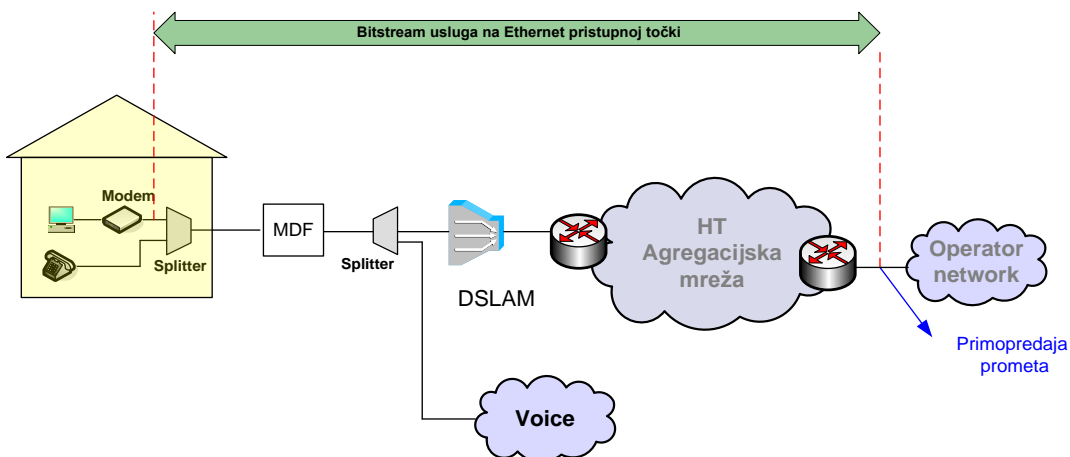 Bitstream usluga na Ethernet pristupnoj točki
Modem
Splitter
MDF
Splitter
DSLAM
HT
Agregacijska
mreža
Operator
network
Primopredaja
prometa
Voice